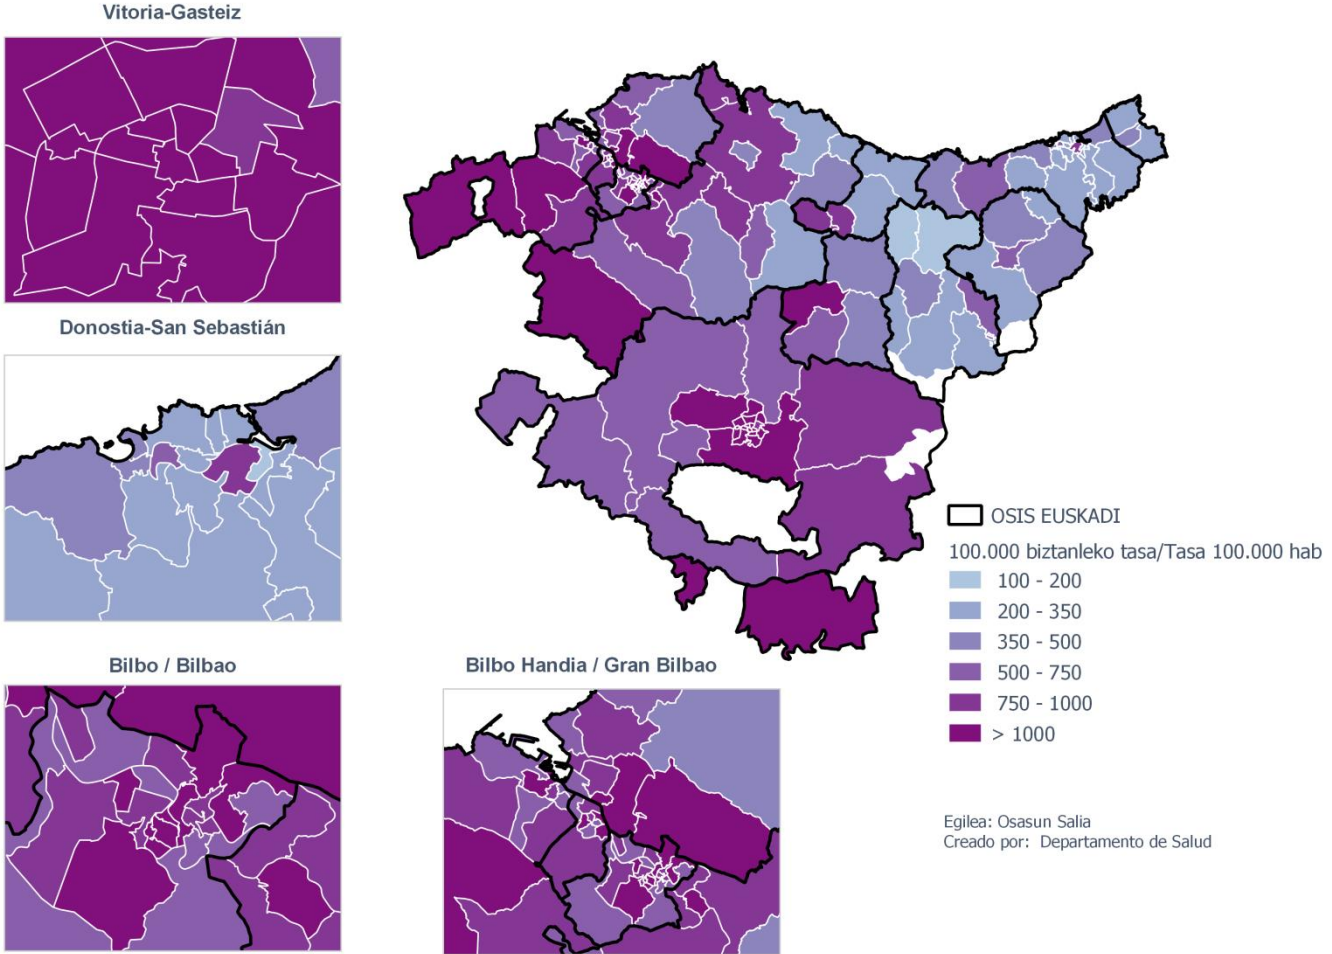 Vitoria-Gasteiz
Donostia-San Sebastián
Bilbo / Bilbao
Bilbo Handia / Gran Bilbao
OSIS EUSKADI
100.000 biztanleko tasa/Tasa 100.000 hab
100 - 200
200 - 350
350 - 500
500 - 750
750 - 1000
> 1000
Egilea: Osasun Salia
Creado por: Departamento de Salud